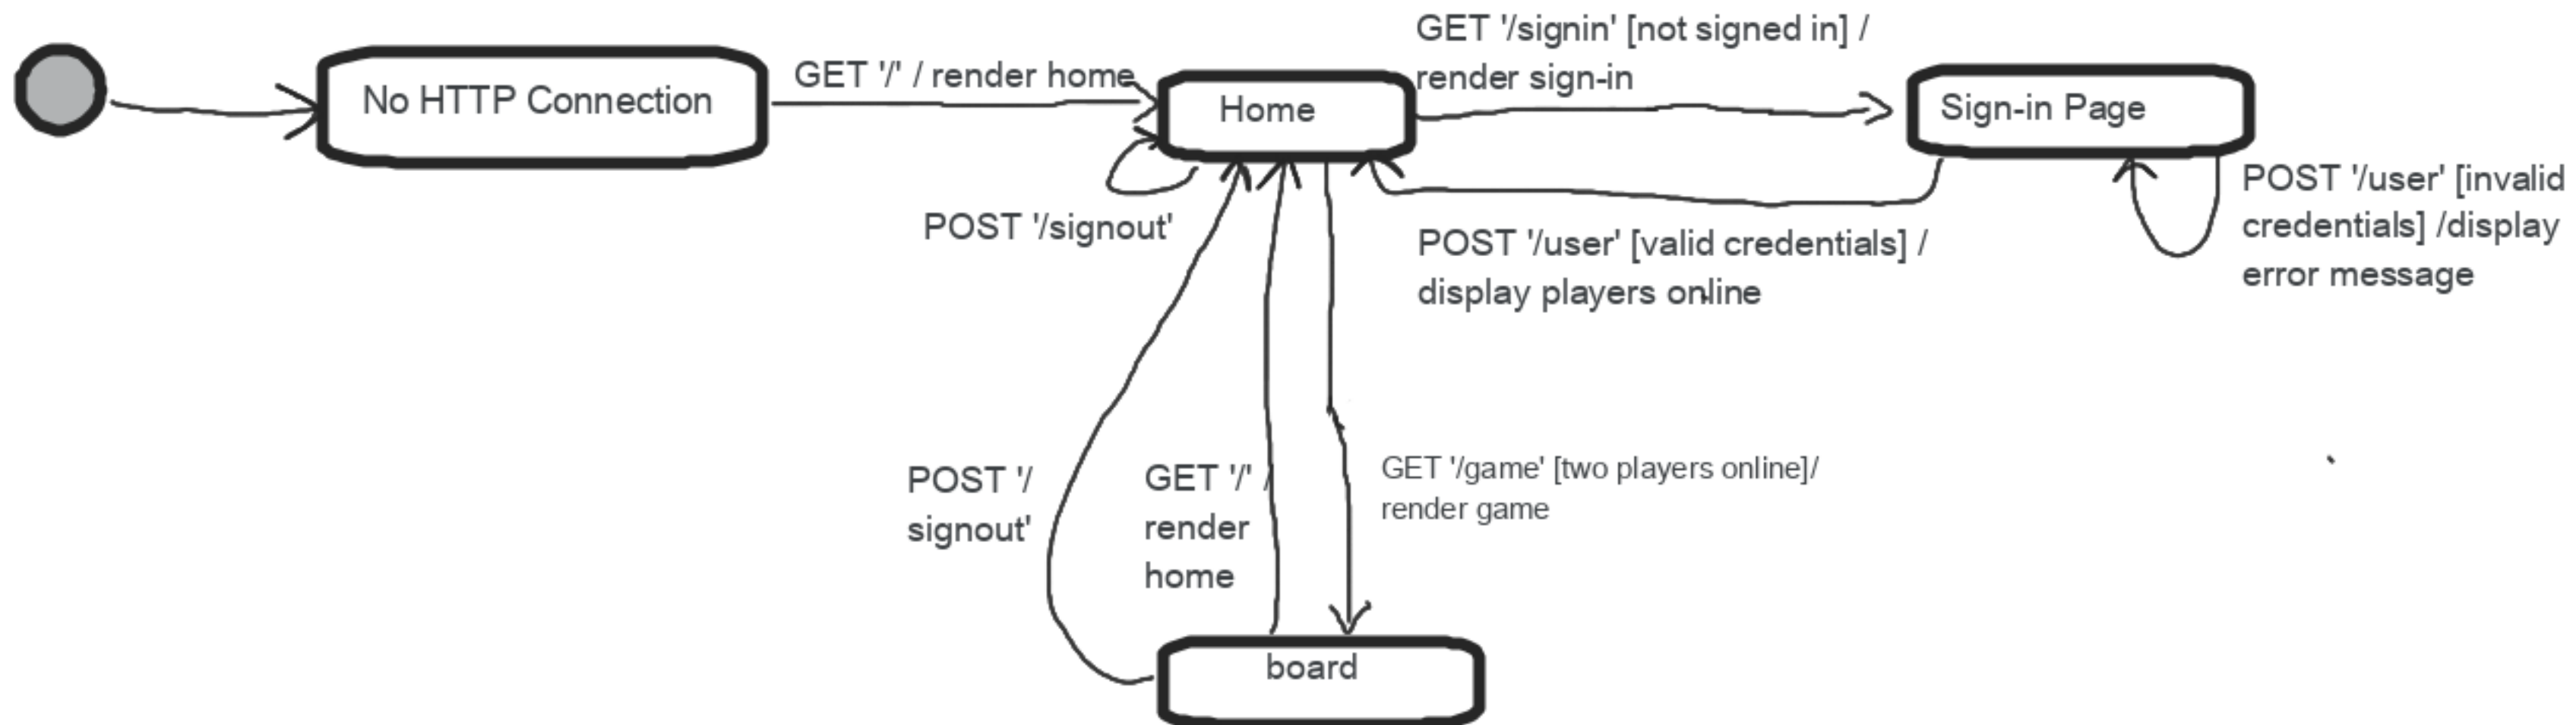 No HTTP Connection
GET '/' / render home
Home
GET '/signin' [not signed in] /
render sign-in
Sign-in Page
POST '/signout'
POST '/user' [valid credentials] /
display players online
POST '/user' [invalid
credentials] /display
error message
POST '/
signout'
GET '/' /
render
home
GET '/game' [two players online]/
render game
board